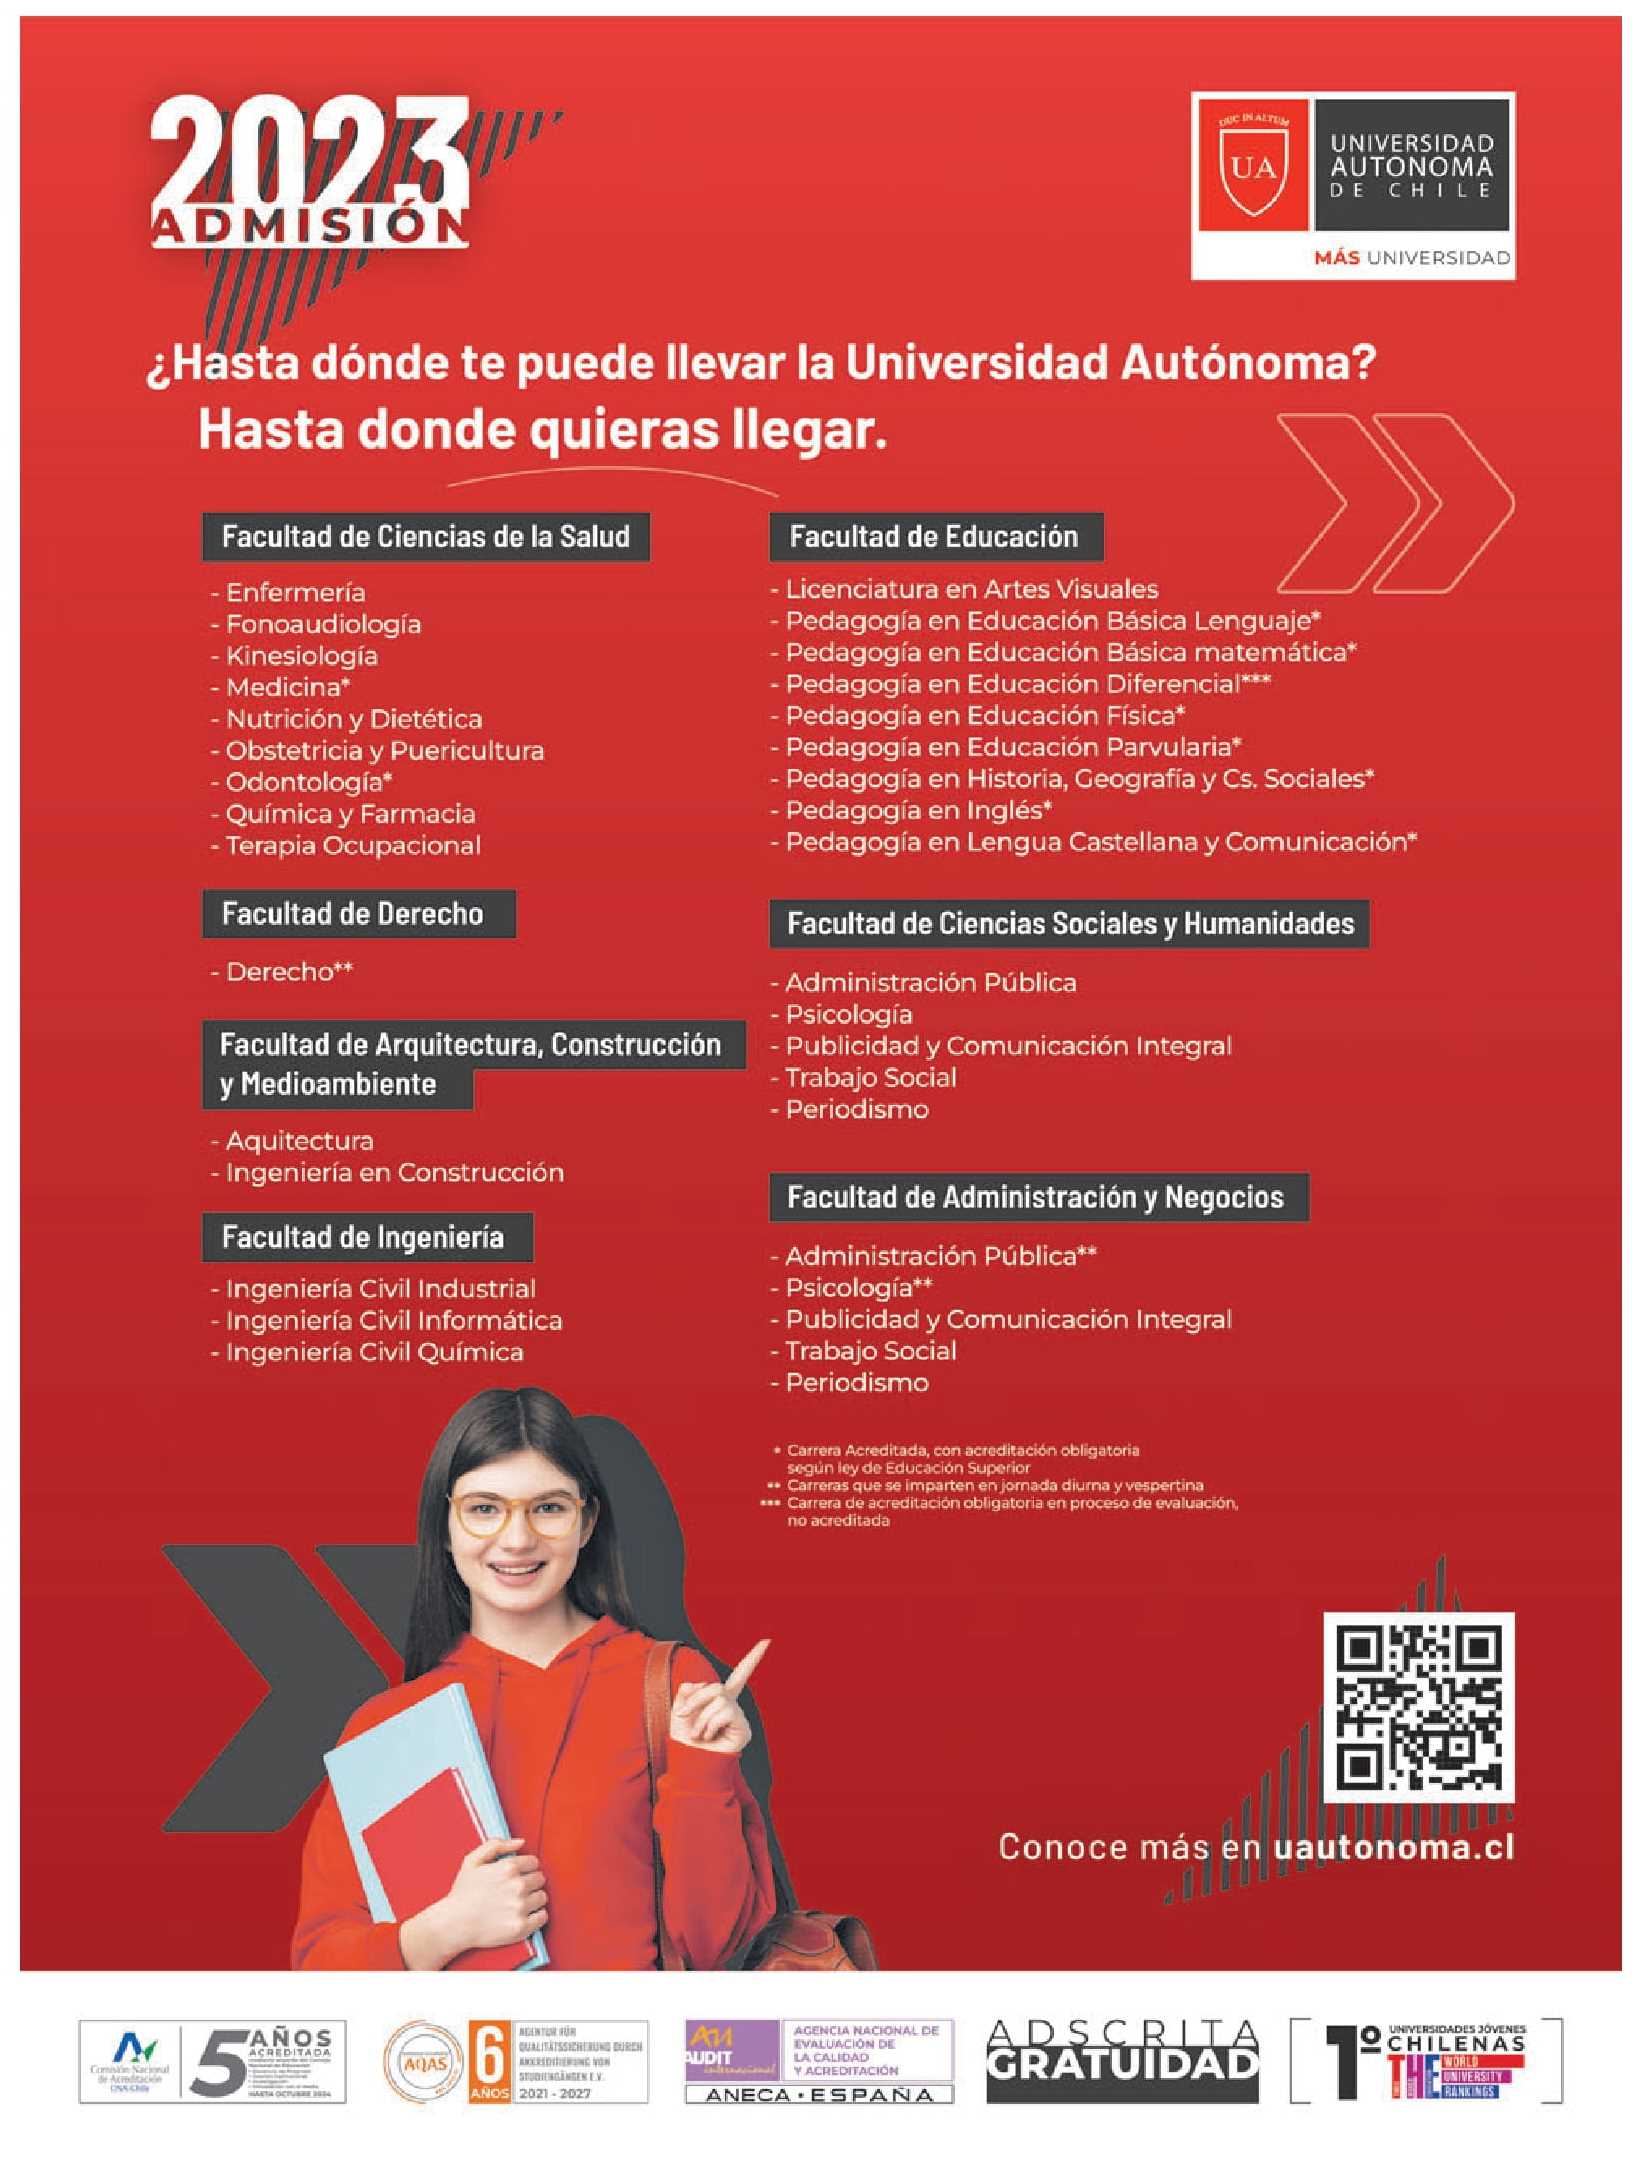 2023
ADMISIÓN
DUC IN ALTUM
UA
UNIVERSIDAD
AUTONOMA
DE CHILE
MÁS UNIVERSIDAD
¿Hasta dónde te puede llevar la Universidad Autónoma?
Hasta donde quieras llegar.
Facultad de Ciencias de la Salud
- Enfermería
- Fonoaudiología
- Kinesiología
- Medicina*
- Nutrición y Dietética
- Obstetricia y Puericultura
- Odontología*
- Química y Farmacia
- Terapia Ocupacional
Facultad de Derecho
- Derecho**
Facultad de Arquitectura, Construcción
y Medioambiente
- Aquitectura
- Ingeniería en Construcción
Facultad de Ingeniería
- Ingeniería Civil Industrial
- Ingeniería Civil Informática
- Ingeniería Civil Química
Facultad de Educación
- Licenciatura en Artes Visuales
- Pedagogía en Educación Básica Lenguaje*
- Pedagogía en Educación Básica matemática*
- Pedagogía en Educación Diferencial***
- Pedagogía en Educación Física*
- Pedagogía en Educación Parvularia*
- Pedagogía en Historia, Geografía y Cs. Sociales*
- Pedagogía en Inglés*
- Pedagogía en Lengua Castellana y Comunicación*
Facultad de Ciencias Sociales y Humanidades
- Administración Pública
- Psicología
- Publicidad y Comunicación Integral
- Trabajo Social
- Periodismo
Facultad de Administración y Negocios
- Administración Pública**
- Psicología**
- Publicidad y Comunicación Integral
- Trabajo Social
- Periodismo
* Carrera Acreditada, con acreditación obligatoria
según ley de Educación Superior
** Carreras que se imparten en jornada diurna y vespertina
*** Carrera de acreditación obligatoria en proceso de evaluación,
no acreditada
Conoce más en uautonoma.cl
Comisión Nacional
de Acreditación
CNA-Chile
5 AÑOS
ACREDITADA
HASTA OCTUBRE 2024
AQAS
6
AÑOS
AGENTUR FÜR
QUALITÄTSSICHERUNG DURCH
AKKREDITIERUNG VON
STUDIENGÄNGEN E.V.
2021 - 2027
AUDIT
internacional
AGENCIA NACIONAL DE
EVALUACIÓN DE
LA CALIDAD
Y ACREDITACIÓN
ANECA • ESPAÑA
ADSCRITA
GRATUIDAD
1º
UNIVERSIDADES JÓVENES
CHILENAS
THE
WORLD
UNIVERSITY
RANKINGS